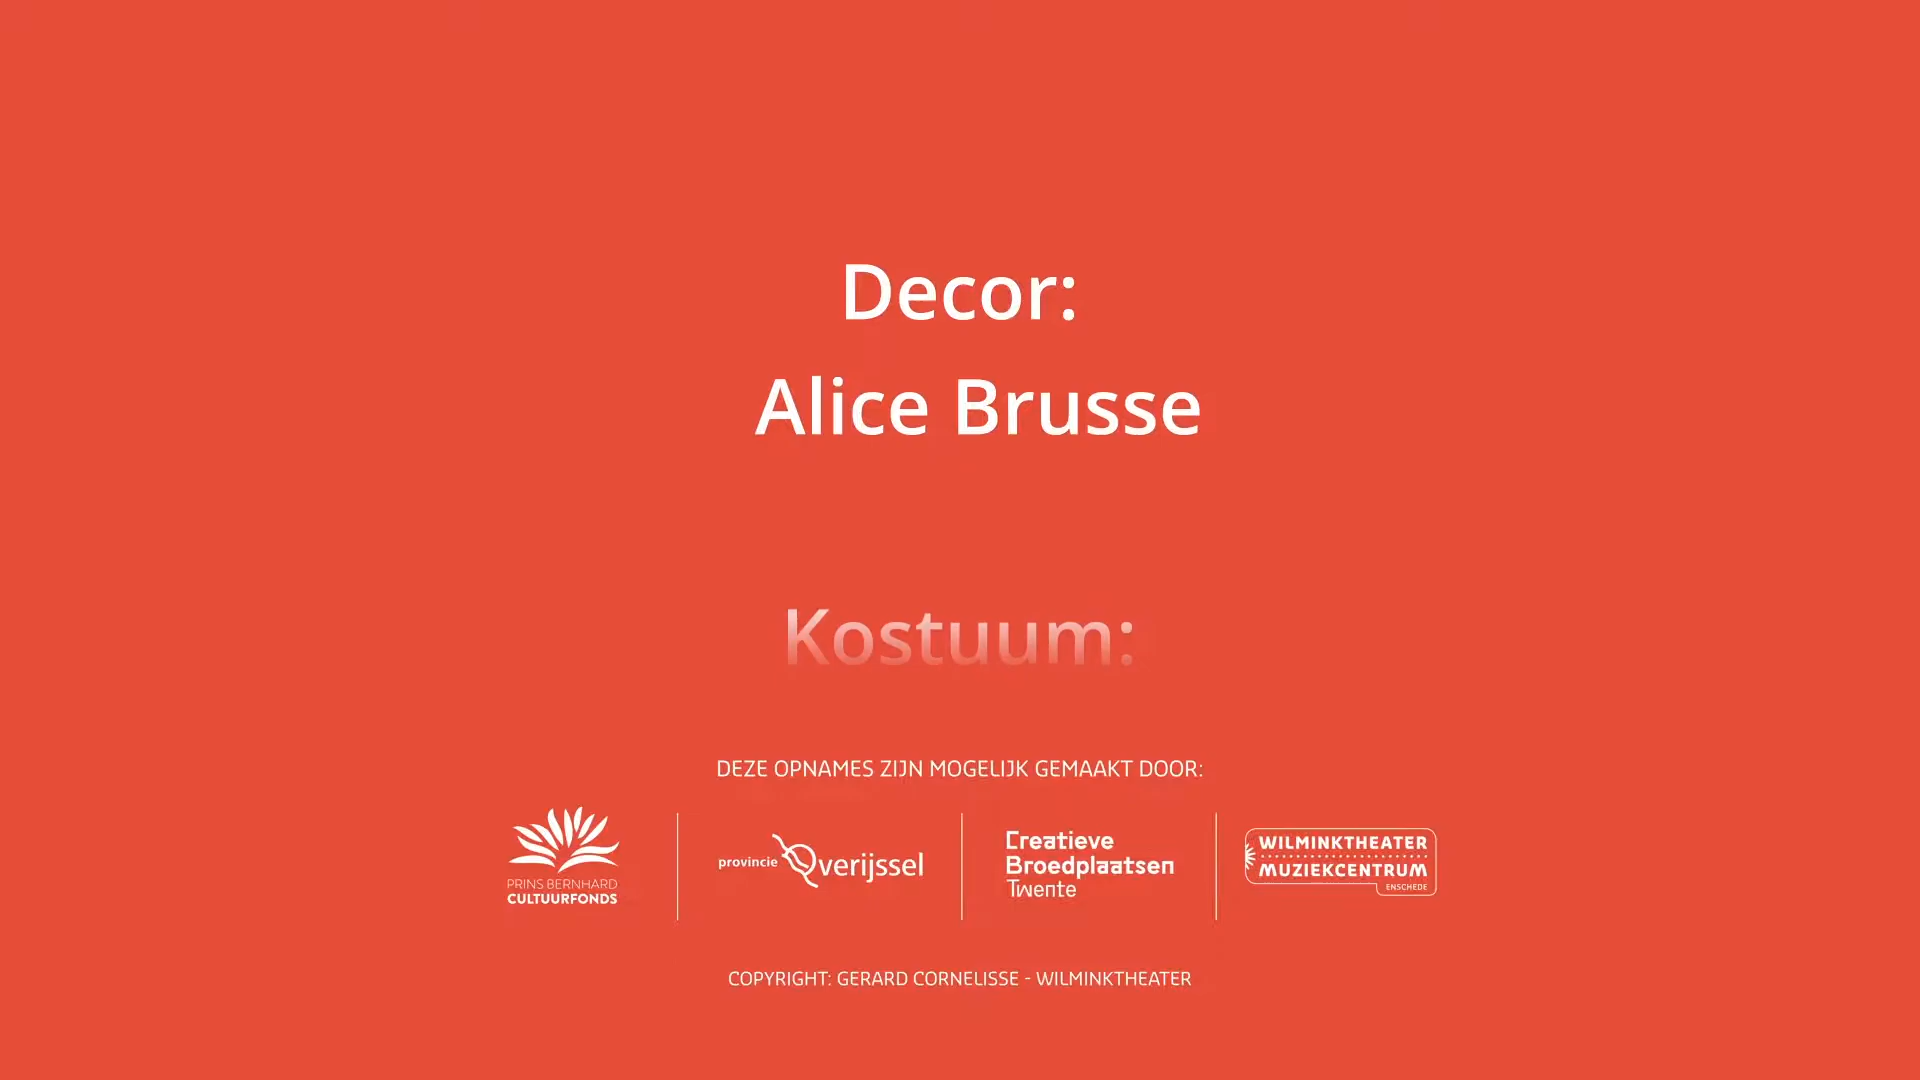 Decor:
Alice Brusse
Kostuum:
DEZE OPNAMES ZIJN MOGELIJK GEMAAKT DOOR:
PRINS BERNHARD
CULTUURFONDS
provincie Overijssel
Creatieve
Broedplaatsen
Twente
WILMINKTHEATER
MUZIEKCENTRUM
ENSCHEDE
COPYRIGHT: GERARD CORNELISSE - WILMINKTHEATER